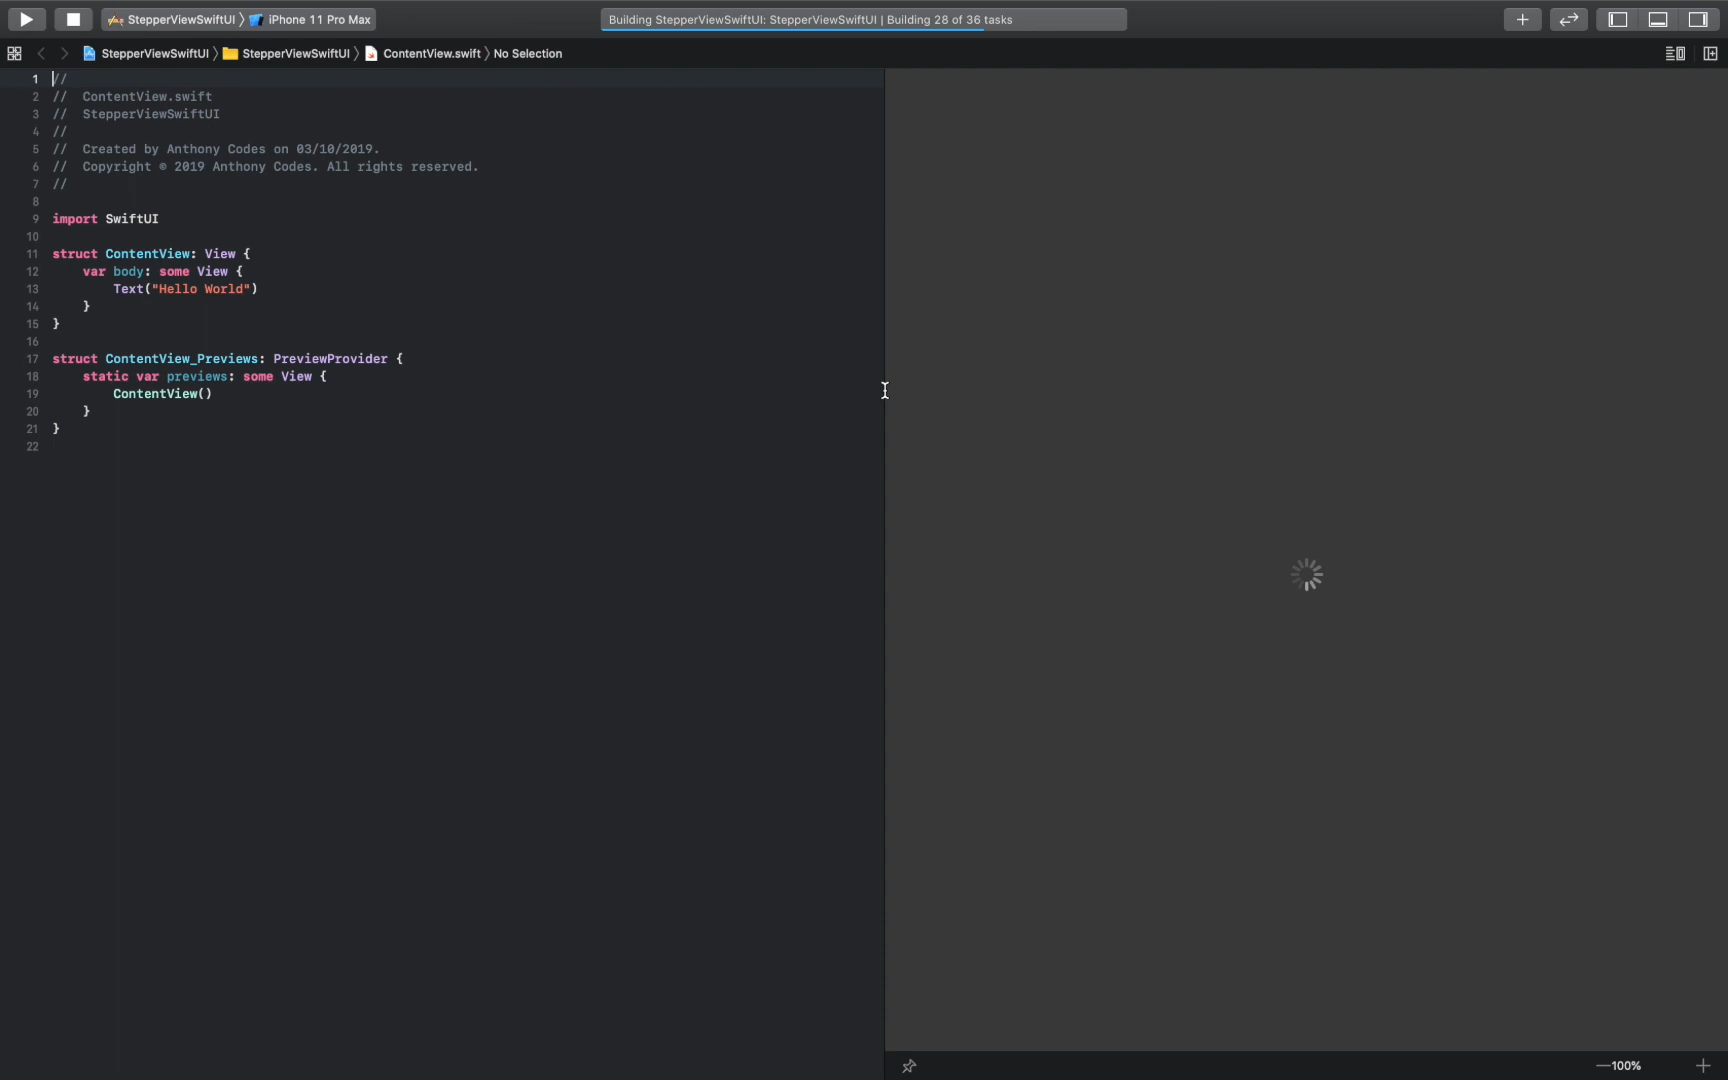 StepperViewSwiftUI 〉 iPhone 11 Pro Max
Building StepperViewSwiftUI: StepperViewSwiftUI | Building 28 of 36 tasks
StepperViewSwiftUI 〉 StepperViewSwiftUI 〉 ContentView.swift 〉 No Selection
1 //
2 //  ContentView.swift
3 //  StepperViewSwiftUI
4 //
5 //  Created by Anthony Codes on 03/10/2019.
6 //  Copyright © 2019 Anthony Codes. All rights reserved.
7 //
8
9 import SwiftUI
10
11 struct ContentView: View {
12     var body: some View {
13         Text("Hello World")
14     }
15 }
16
17 struct ContentView_Previews: PreviewProvider {
18     static var previews: some View {
19         ContentView()
20     }
21 }
22
100%